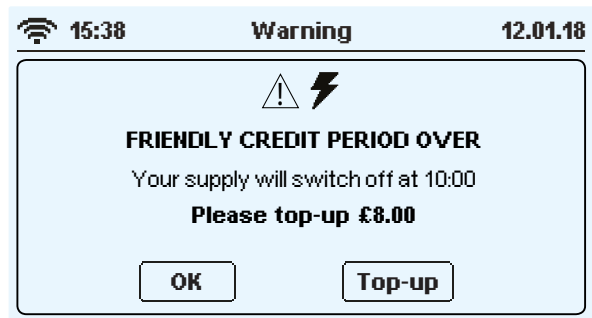 15:38 Warning 12.01.18
FRIENDLY CREDIT PERIOD OVER
Your supply will switch off at 10:00
Please top-up £8.00
OK Top-up